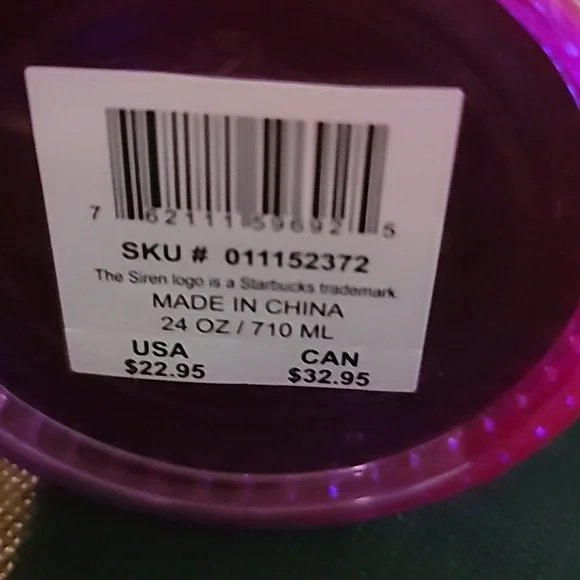 7 62111 59692 5
SKU # 011152372
The Siren logo is a Starbucks trademark
MADE IN CHINA
24 OZ / 710 ML
USA CAN
$22.95 $32.95